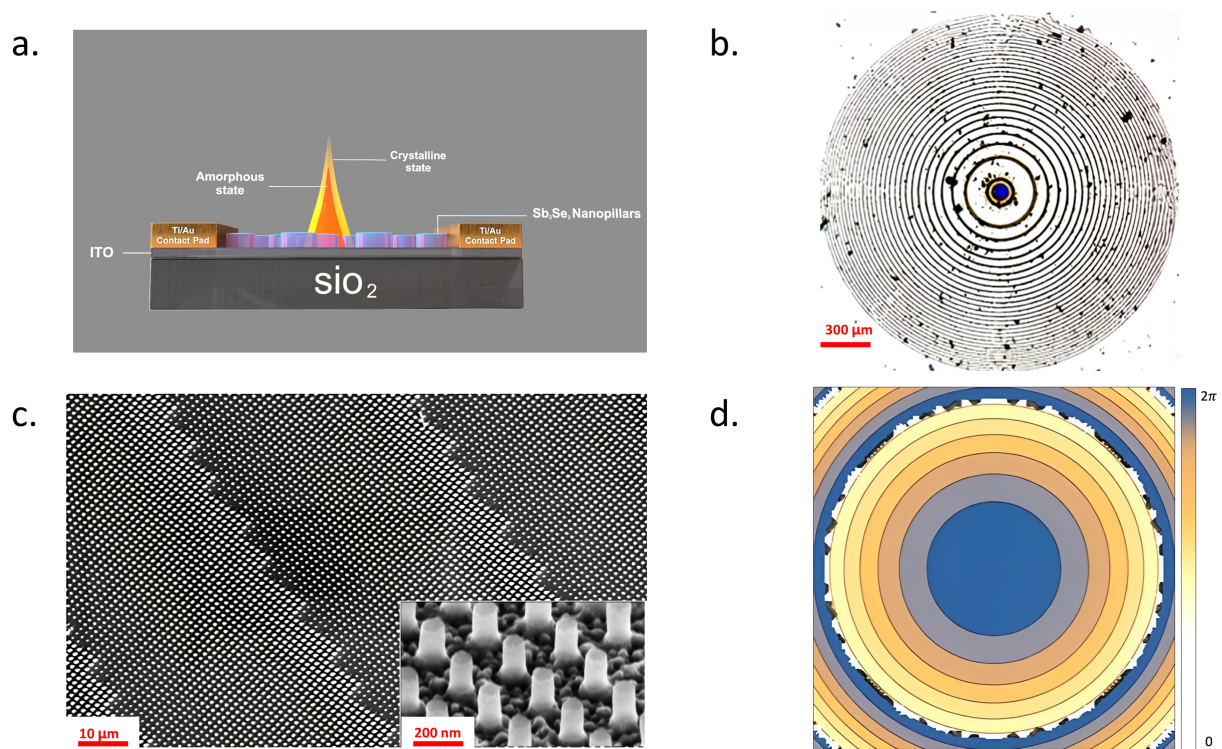 a.
Crystalline
state
Amorphous
state
Sb₂Se₃ Nanopillars
Ti/Au
Contact Pad
Ti/Au
Contact Pad
ITO
sio₂
b.
300 µm
c.
10 µm
200 nm
d.
2π
0